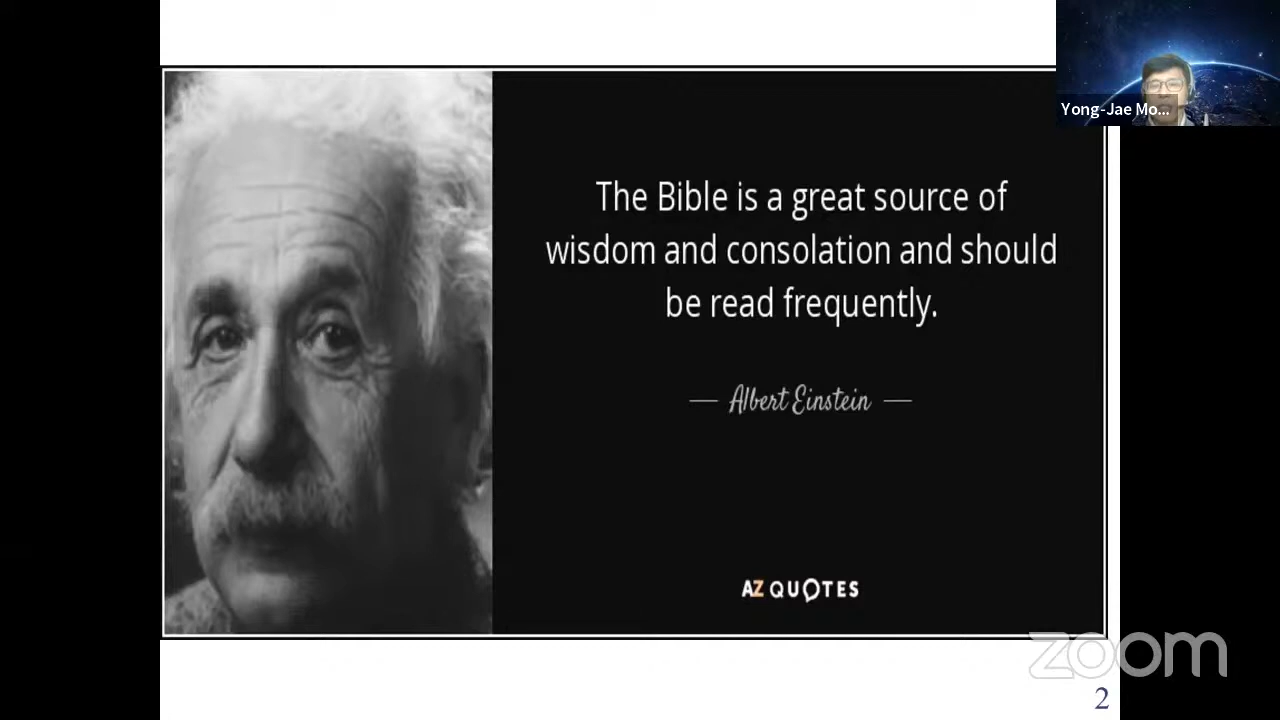 Yong-Jae Mo...
The Bible is a great source of
wisdom and consolation and should
be read frequently.
— Albert Einstein —
AZ QUOTES
zoom
2